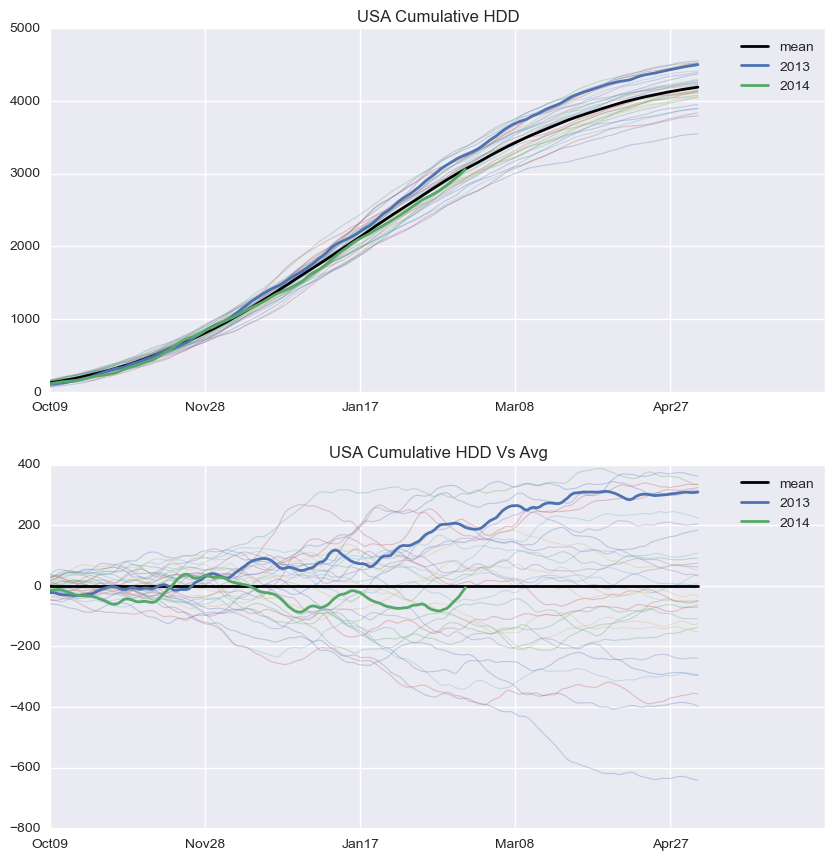 USA Cumulative HDD
5000
4000
3000
2000
1000
0
mean
2013
2014
Oct09 Nov28 Jan17 Mar08 Apr27
USA Cumulative HDD Vs Avg
400
200
0
−200
−400
−600
−800
mean
2013
2014
Oct09 Nov28 Jan17 Mar08 Apr27